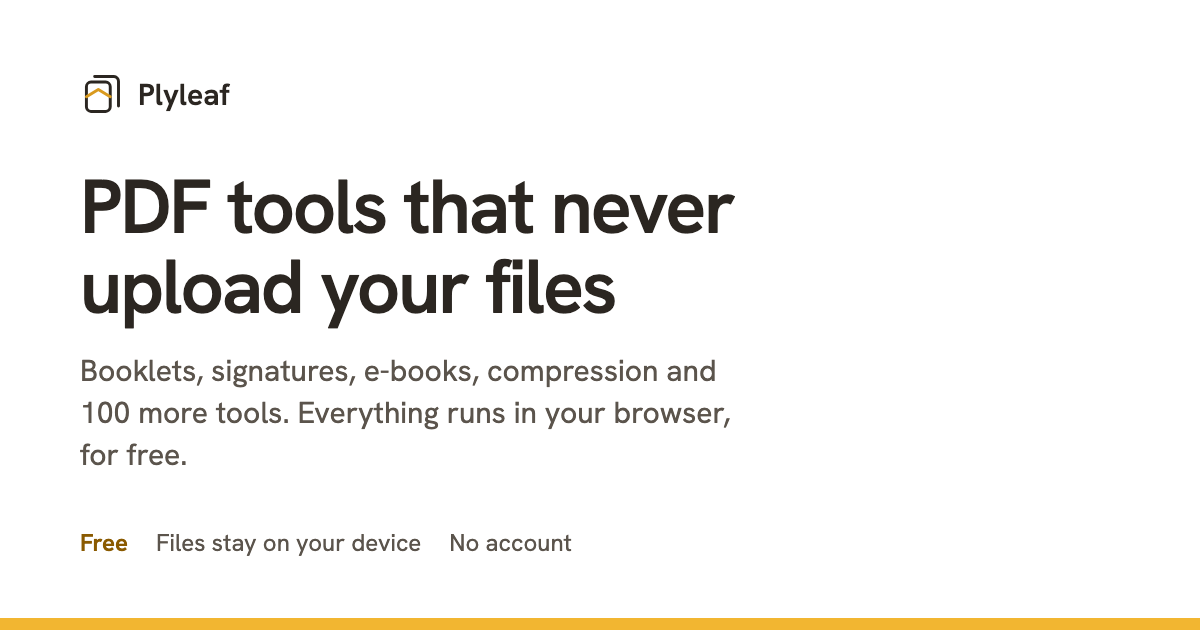 Plyleaf
PDF tools that never
upload your files
Booklets, signatures, e-books, compression and
100 more tools. Everything runs in your browser,
for free.
Free Files stay on your device No account